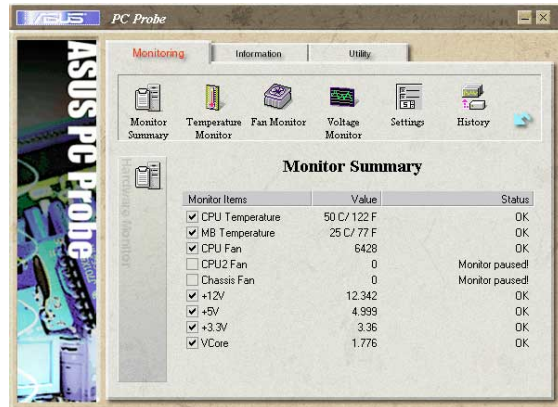 ASUS PC Probe
Monitoring Information Utility
Monitor Summary Temperature Monitor Fan Monitor Voltage Monitor Settings History
ASUS PC Probe
Hardware Monitor
Monitor Summary
Monitor Items Value Status
CPU Temperature 50 C/ 122 F OK
MB Temperature 25 C/ 77 F OK
CPU Fan 6428 OK
CPU2 Fan 0 Monitor paused!
Chassis Fan 0 Monitor paused!
+12V 12.342 OK
+5V 4.999 OK
+3.3V 3.36 OK
VCore 1.776 OK